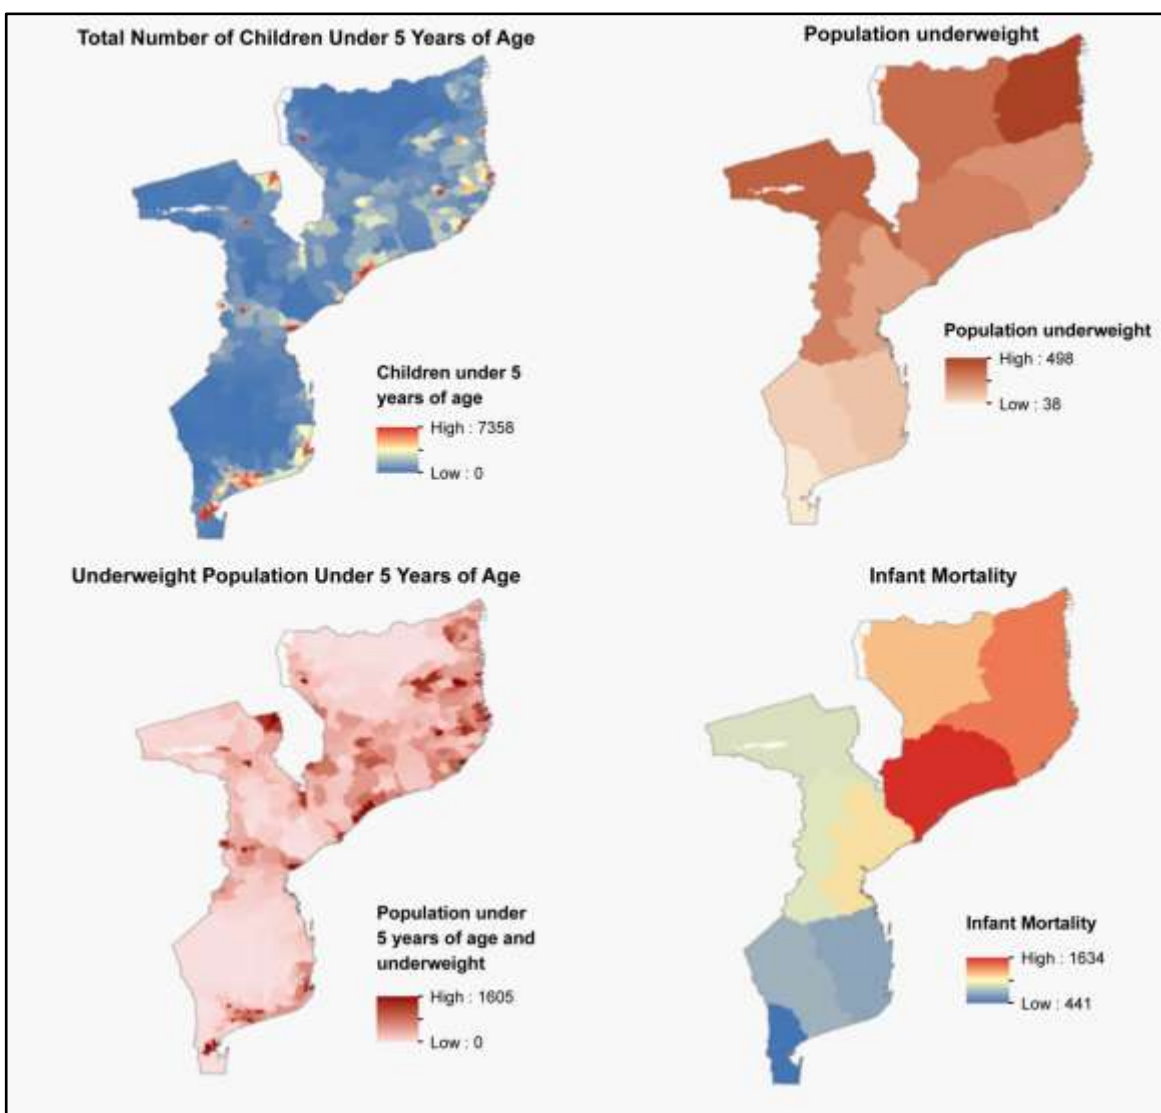 Total Number of Children Under 5 Years of Age
Children under 5
years of age
High : 7358
Low : 0
Population underweight
Population underweight
High : 498
Low : 38
Underweight Population Under 5 Years of Age
Population under
5 years of age and
underweight
High : 1605
Low : 0
Infant Mortality
Infant Mortality
High : 1634
Low : 441